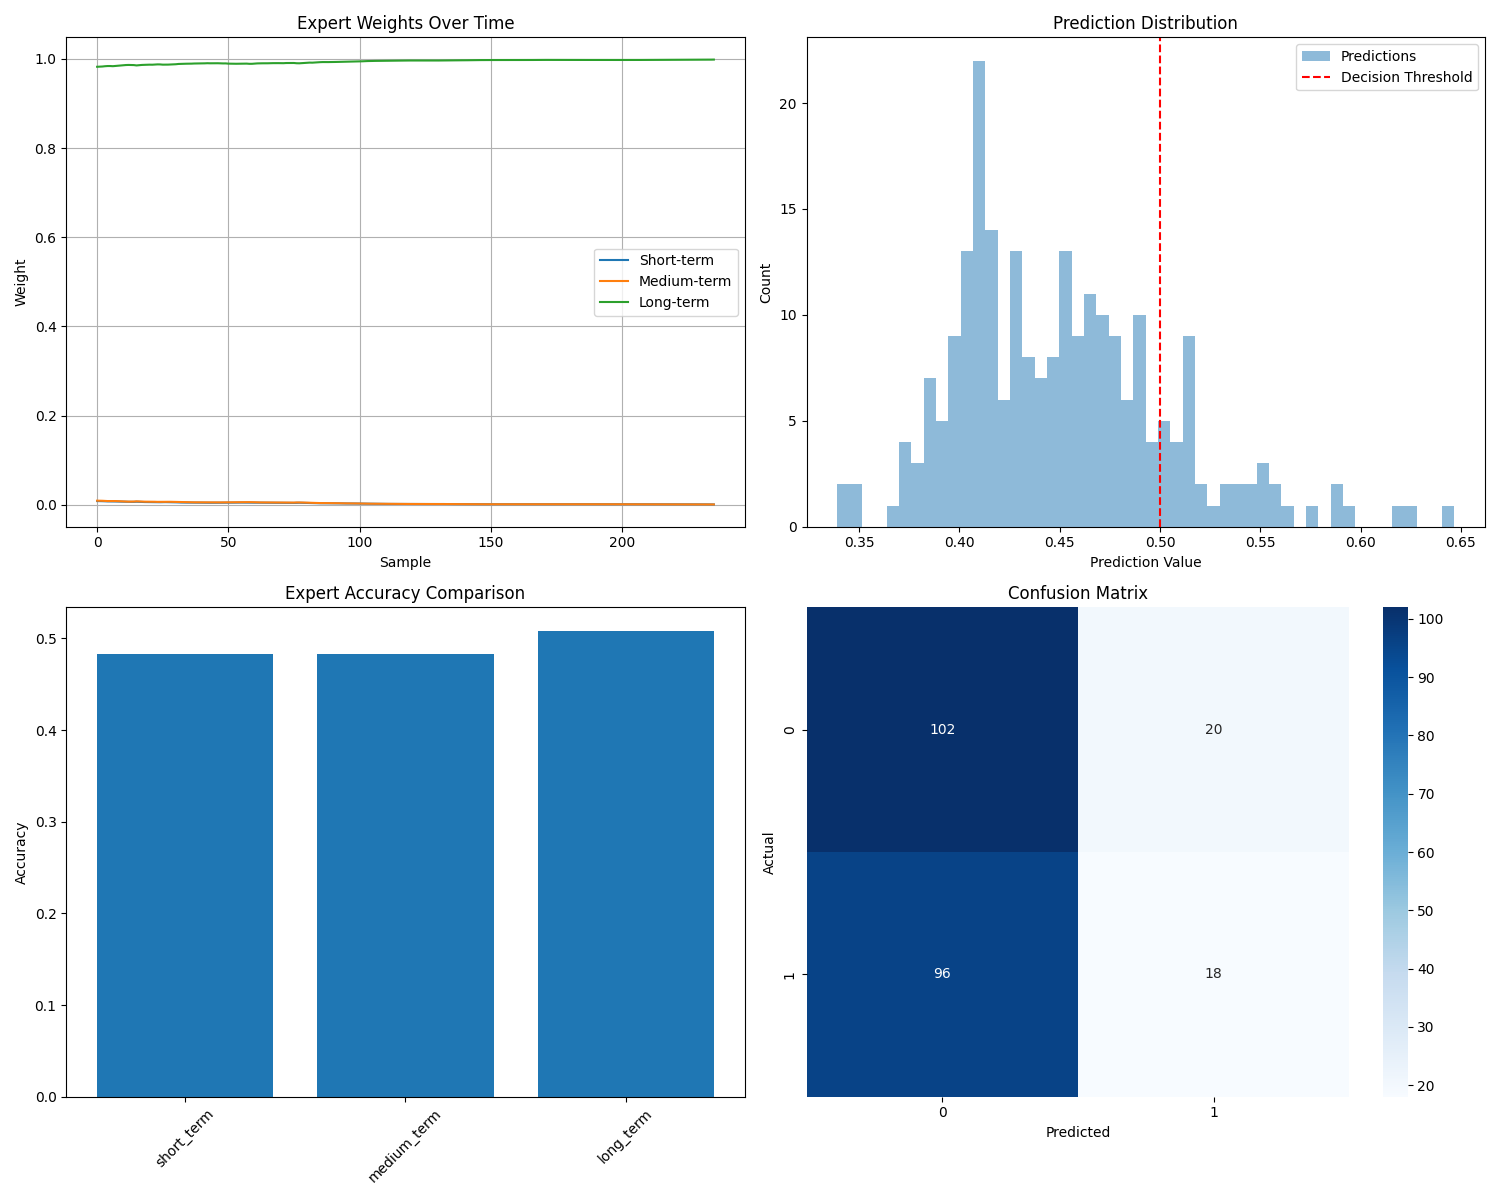 Expert Weights Over Time
1.0
0.8
0.6
0.4
0.2
0.0
Weight
0 50 100 150 200
Sample
Short-term
Medium-term
Long-term
Prediction Distribution
20
15
10
5
0
Count
0.35 0.40 0.45 0.50 0.55 0.60 0.65
Prediction Value
Predictions
Decision Threshold
Expert Accuracy Comparison
0.5
0.4
0.3
0.2
0.1
0.0
Accuracy
short_term
medium_term
long_term
Confusion Matrix
102 20
96 18
0
1
Actual
0 1
Predicted
100
90
80
70
60
50
40
30
20